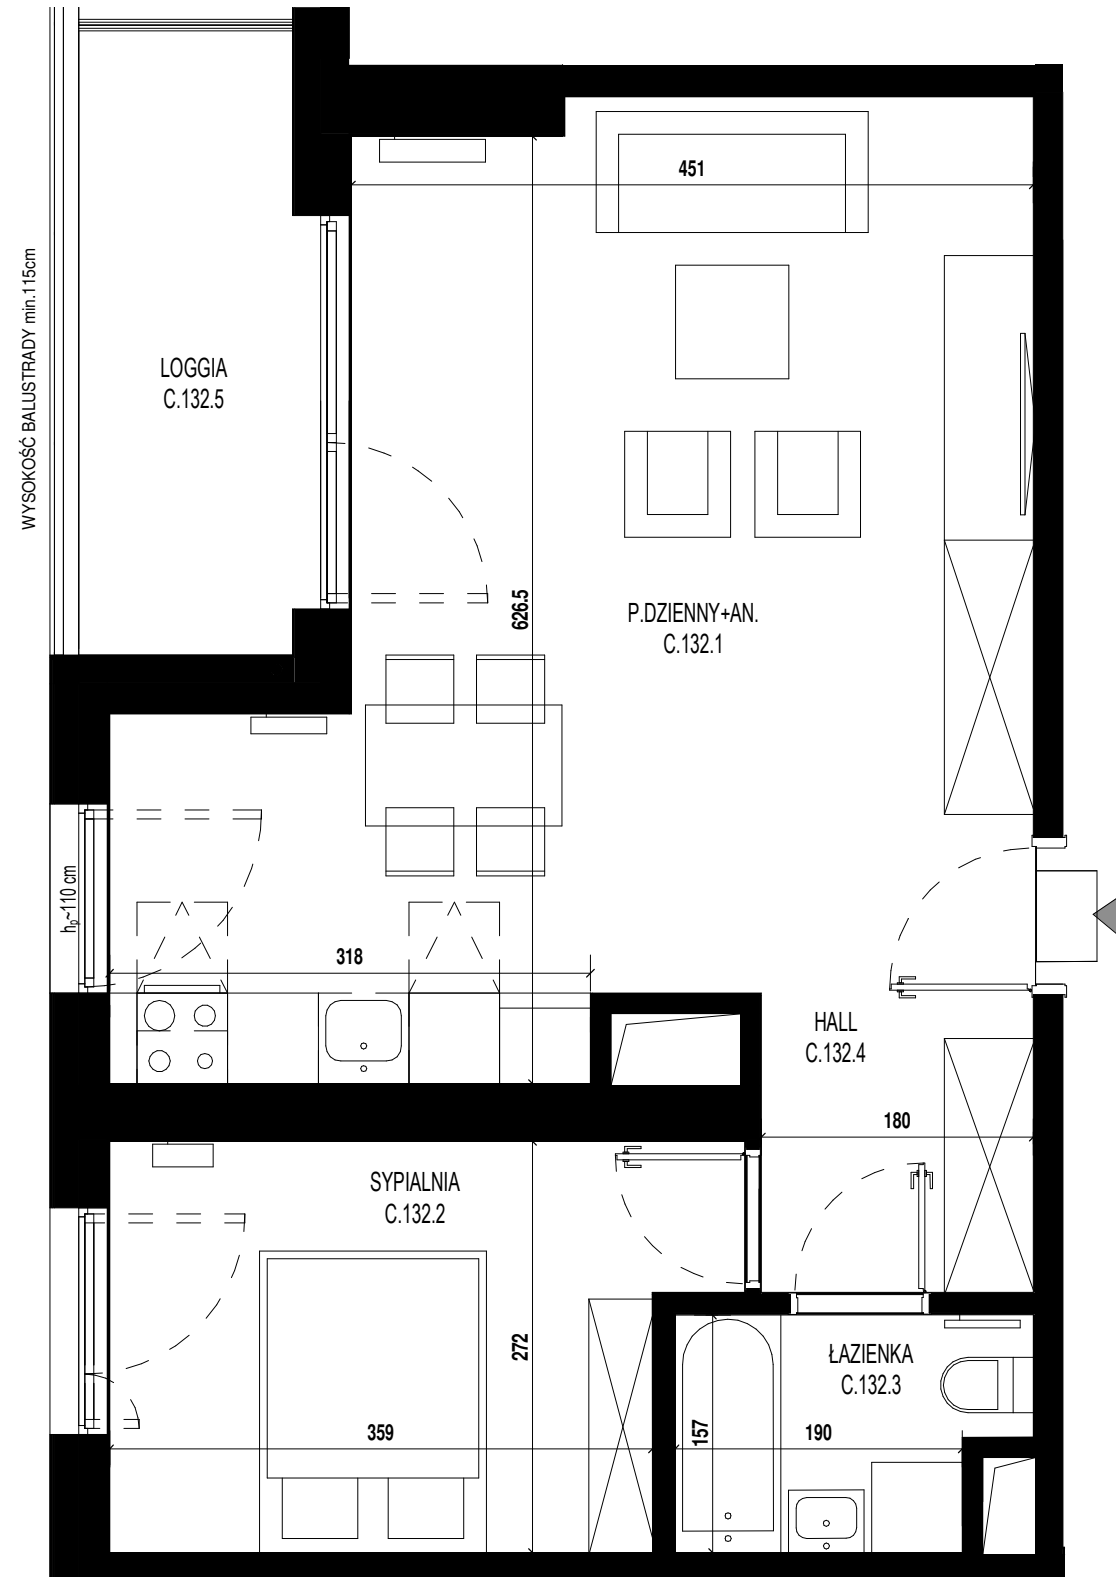 451
WYSOKOŚĆ BALUSTRADY min.115cm
LOGGIA
C.132.5
626.5
P.DZIENNY+AN.
C.132.1
hp~110 cm
318
HALL
C.132.4
180
SYPIALNIA
C.132.2
272
ŁAZIENKA
C.132.3
157
359
190